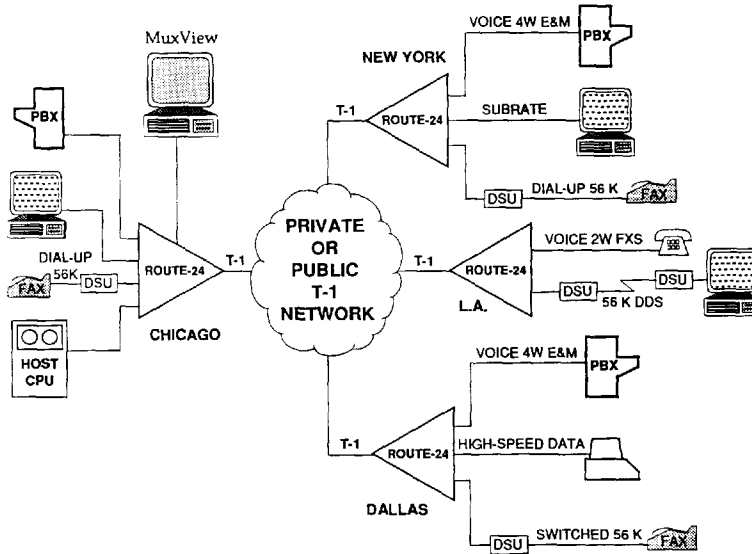 MuxView
PBX
DIAL-UP
56K
FAX
DSU
HOST
CPU
ROUTE-24
CHICAGO
T-1
PRIVATE
OR
PUBLIC
T-1
NETWORK
NEW YORK
T-1
ROUTE-24
VOICE 4W E&M
PBX
SUBRATE
DSU
DIAL-UP 56 K
FAX
T-1
ROUTE-24
L.A.
VOICE 2W FXS
DSU
56 K DDS
DSU
T-1
ROUTE-24
DALLAS
VOICE 4W E&M
PBX
HIGH-SPEED DATA
DSU
SWITCHED 56 K
FAX